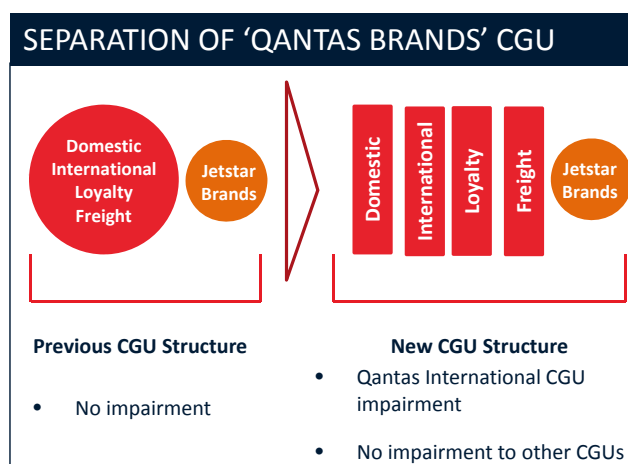 SEPARATION OF ‘QANTAS BRANDS’ CGU
Domestic
International
Loyalty
Freight
Jetstar
Brands
Domestic
International
Loyalty
Freight
Jetstar
Brands
Previous CGU Structure
• No impairment
New CGU Structure
• Qantas International CGU
impairment
• No impairment to other CGUs